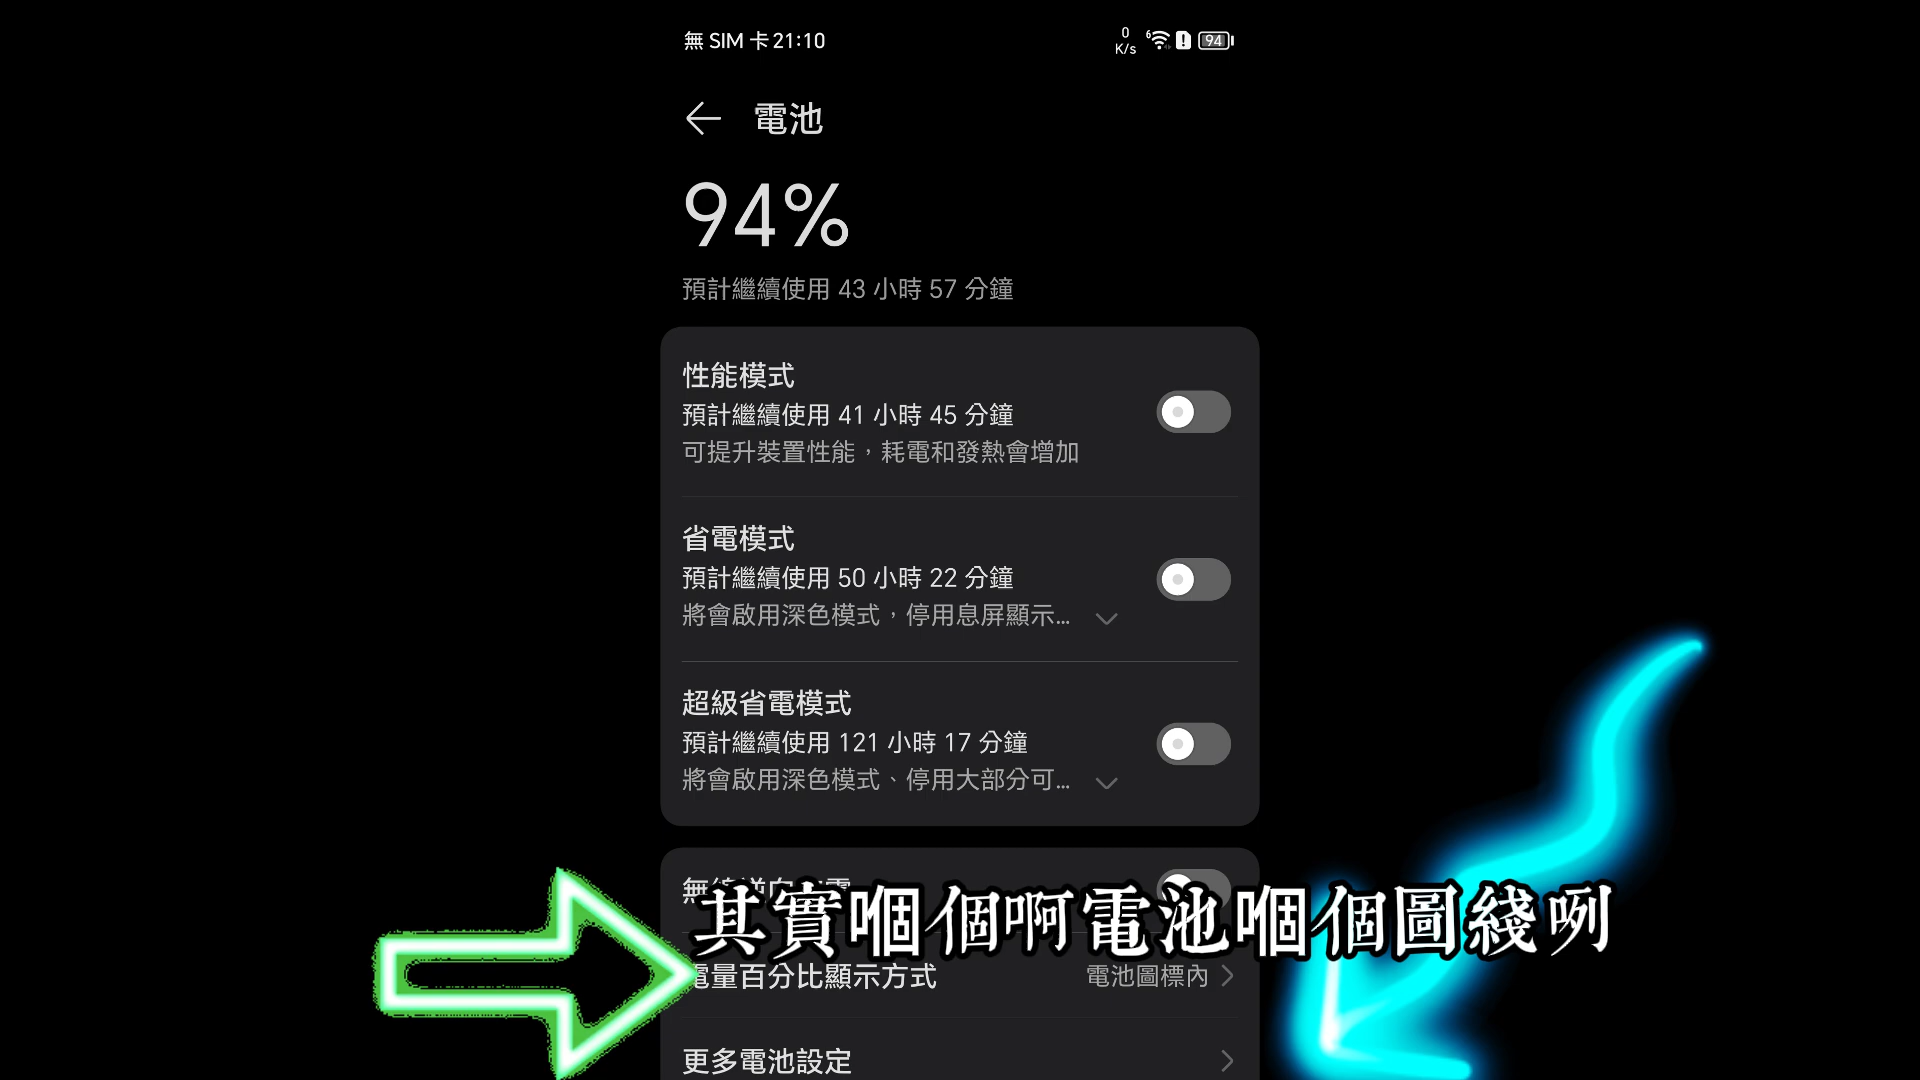 無 SIM 卡 21:10
0 K/s 6 94
電池
94%
預計繼續使用 43 小時 57 分鐘
性能模式
預計繼續使用 41 小時 45 分鐘
可提升裝置性能，耗電和發熱會增加
省電模式
預計繼續使用 50 小時 22 分鐘
將會啟用深色模式，停用息屏顯示...
超級省電模式
預計繼續使用 121 小時 17 分鐘
將會啟用深色模式、停用大部分可...
其實嗰個啊電池嗰個圖綫咧
電量百分比顯示方式 電池圖標內
更多電池設定